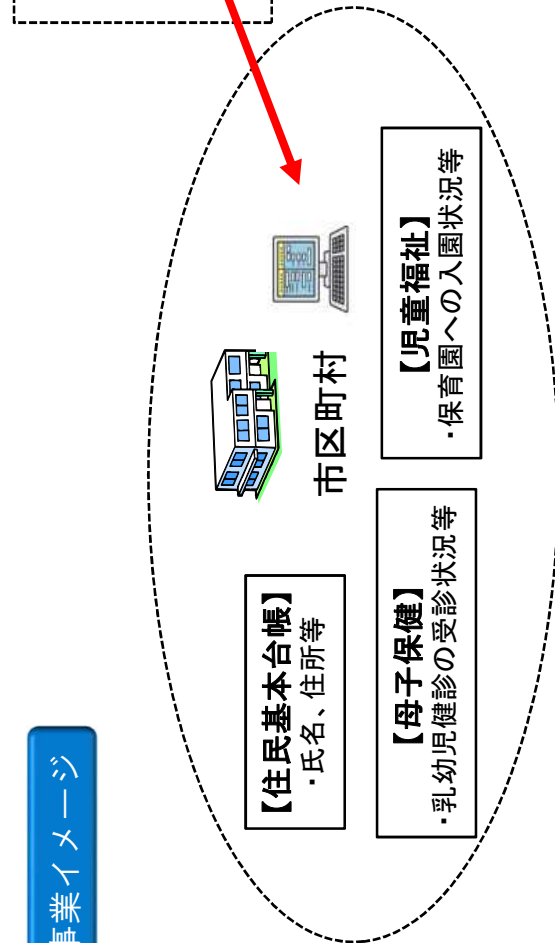 事業イメージ
市区町村
【住民基本台帳】
・氏名、住所等
【母子保健】
・乳幼児健診の受診状況等
【児童福祉】
・保育園への入園状況等